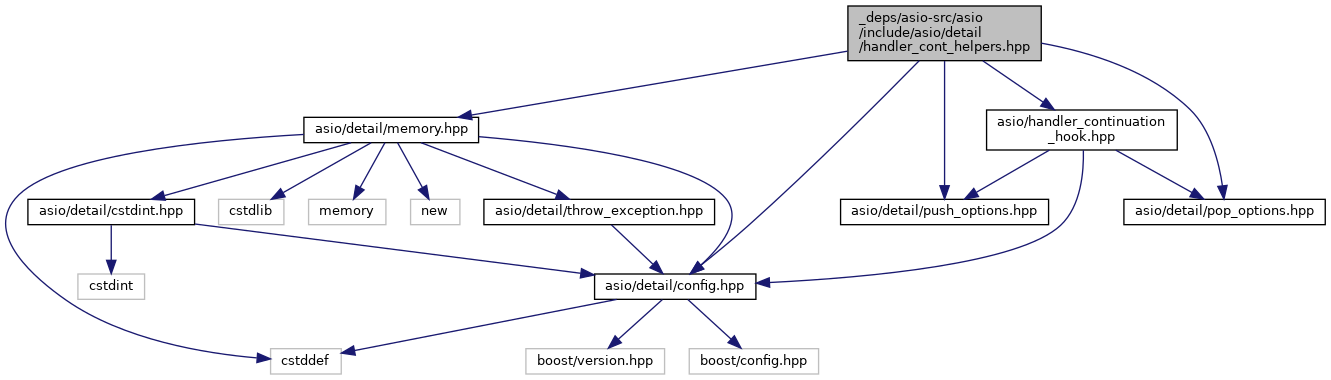 _deps/asio-src/asio
/include/asio/detail
/handler_cont_helpers.hpp
asio/detail/memory.hpp
asio/handler_continuation
_hook.hpp
asio/detail/cstdint.hpp
cstdlib
memory
new
asio/detail/throw_exception.hpp
asio/detail/push_options.hpp
asio/detail/pop_options.hpp
cstdint
asio/detail/config.hpp
cstddef
boost/version.hpp
boost/config.hpp